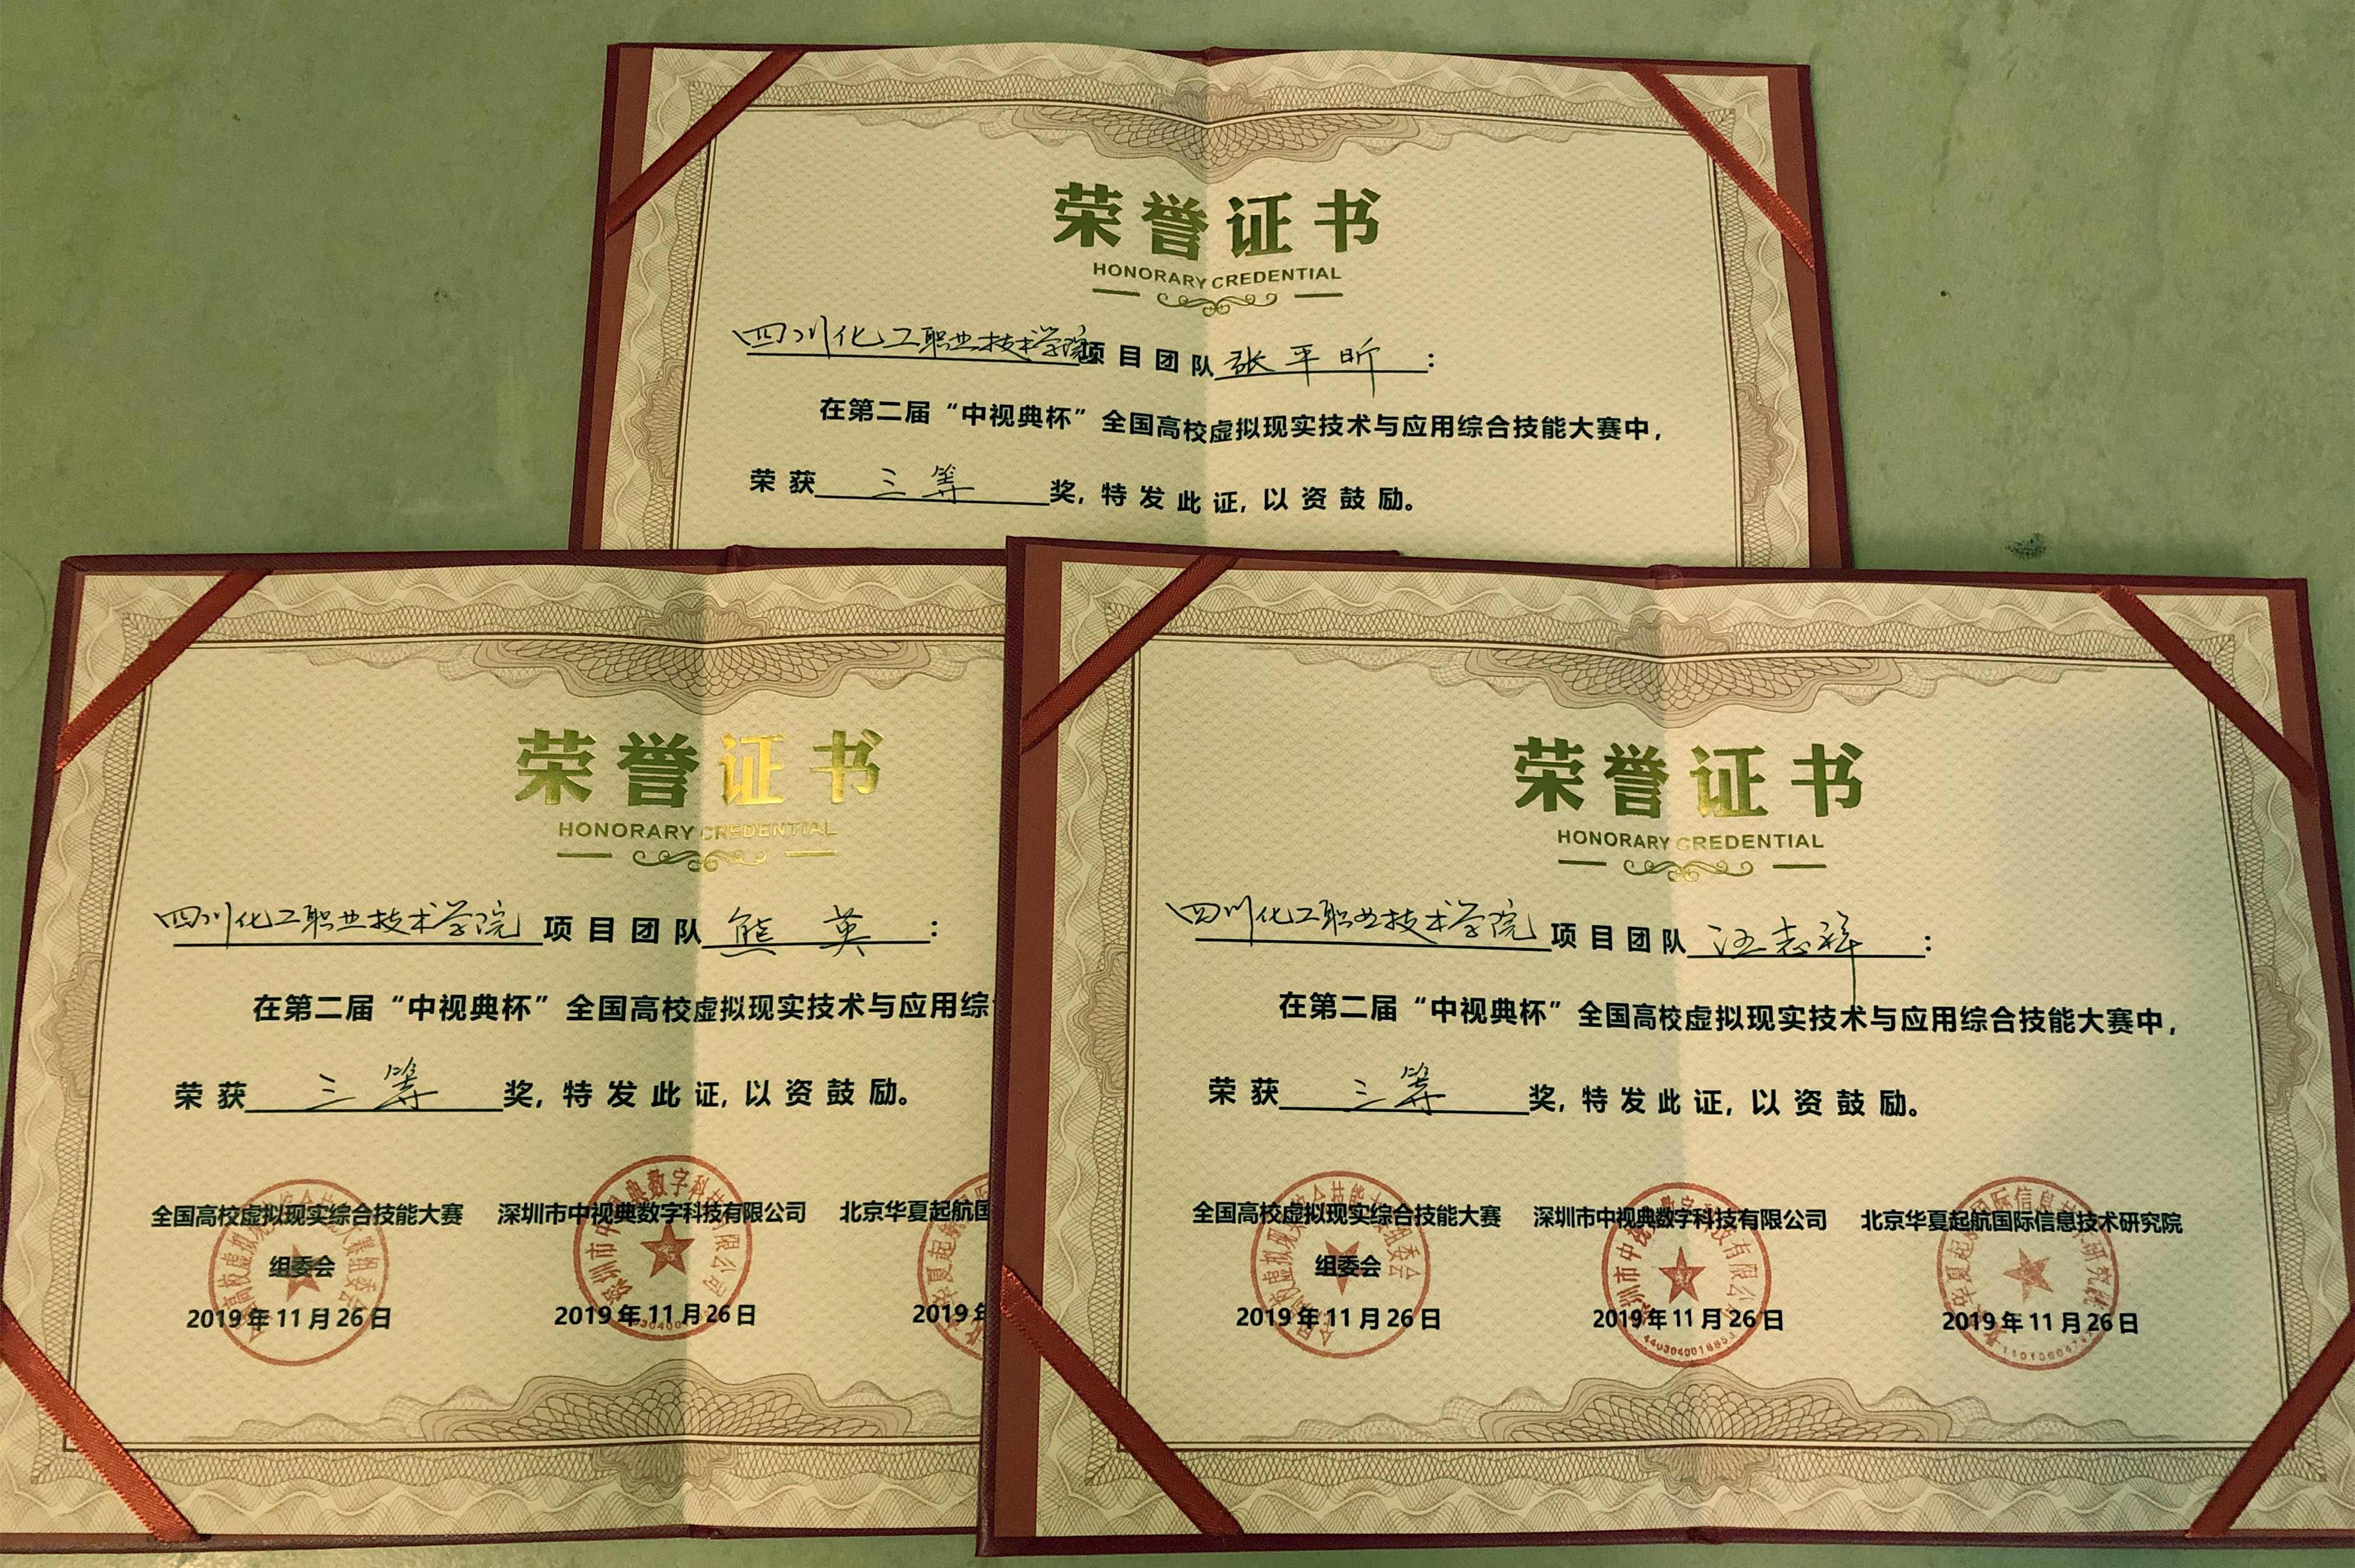 荣誉证书
HONORARY CREDENTIAL
四川化工职业技术学院项目团队张平昕:
在第二届“中视典杯”全国高校虚拟现实技术与应用综合技能大赛中,
荣获三等奖,特发此证,以资鼓励。
荣誉证书
HONORARY CREDENTIAL
四川化工职业技术学院项目团队熊英:
在第二届“中视典杯”全国高校虚拟现实技术与应用综
荣获三等奖,特发此证,以资鼓励。
全国高校虚拟现实综合技能大赛 深圳市中视典数字科技有限公司 北京华夏起航国
组委会
2019年11月26日 2019年11月26日 2019年
荣誉证书
HONORARY CREDENTIAL
四川化工职业技术学院项目团队汪志祥:
在第二届“中视典杯”全国高校虚拟现实技术与应用综合技能大赛中,
荣获三等奖,特发此证,以资鼓励。
全国高校虚拟现实综合技能大赛 深圳市中视典数字科技有限公司 北京华夏起航国际信息技术研究院
组委会
2019年11月26日 2019年11月26日 2019年11月26日